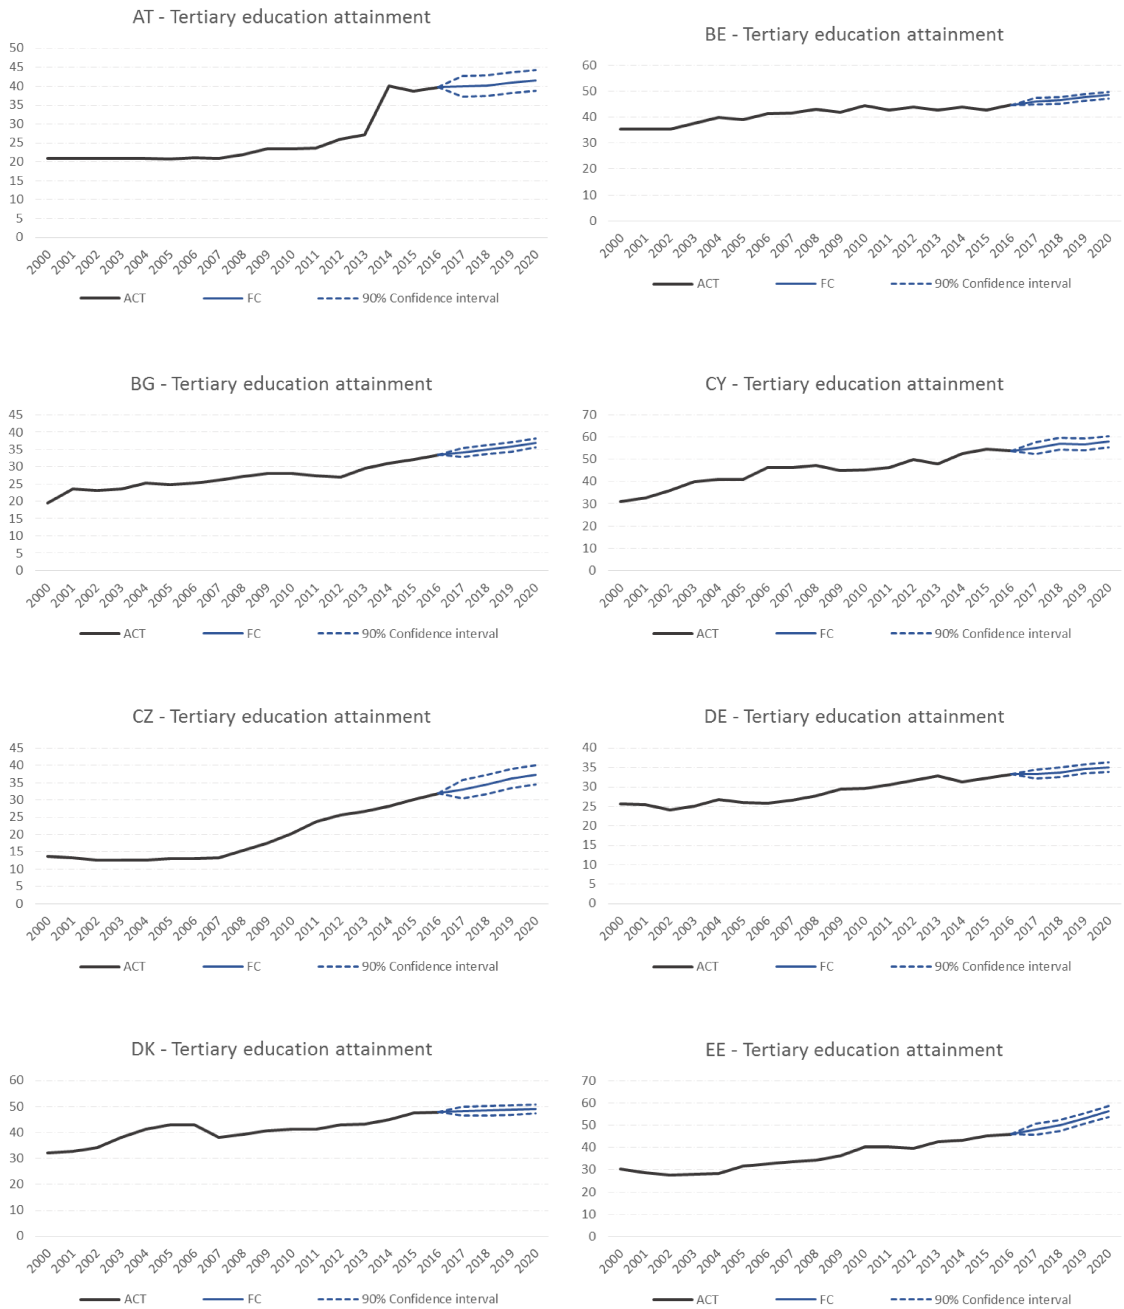 AT - Tertiary education attainment
50
45
40
35
30
25
20
15
10
5
0
2000 2001 2002 2003 2004 2005 2006 2007 2008 2009 2010 2011 2012 2013 2014 2015 2016 2017 2018 2019 2020
ACT FC 90% Confidence interval
BE - Tertiary education attainment
60
50
40
30
20
10
0
2000 2001 2002 2003 2004 2005 2006 2007 2008 2009 2010 2011 2012 2013 2014 2015 2016 2017 2018 2019 2020
ACT FC 90% Confidence interval
BG - Tertiary education attainment
45
40
35
30
25
20
15
10
5
0
2000 2001 2002 2003 2004 2005 2006 2007 2008 2009 2010 2011 2012 2013 2014 2015 2016 2017 2018 2019 2020
ACT FC 90% Confidence interval
CY - Tertiary education attainment
70
60
50
40
30
20
10
0
2000 2001 2002 2003 2004 2005 2006 2007 2008 2009 2010 2011 2012 2013 2014 2015 2016 2017 2018 2019 2020
ACT FC 90% Confidence interval
CZ - Tertiary education attainment
45
40
35
30
25
20
15
10
5
0
2000 2001 2002 2003 2004 2005 2006 2007 2008 2009 2010 2011 2012 2013 2014 2015 2016 2017 2018 2019 2020
ACT FC 90% Confidence interval
DE - Tertiary education attainment
40
35
30
25
20
15
10
5
0
2000 2001 2002 2003 2004 2005 2006 2007 2008 2009 2010 2011 2012 2013 2014 2015 2016 2017 2018 2019 2020
ACT FC 90% Confidence interval
DK - Tertiary education attainment
60
50
40
30
20
10
0
2000 2001 2002 2003 2004 2005 2006 2007 2008 2009 2010 2011 2012 2013 2014 2015 2016 2017 2018 2019 2020
ACT FC 90% Confidence interval
EE - Tertiary education attainment
70
60
50
40
30
20
10
0
2000 2001 2002 2003 2004 2005 2006 2007 2008 2009 2010 2011 2012 2013 2014 2015 2016 2017 2018 2019 2020
ACT FC 90% Confidence interval